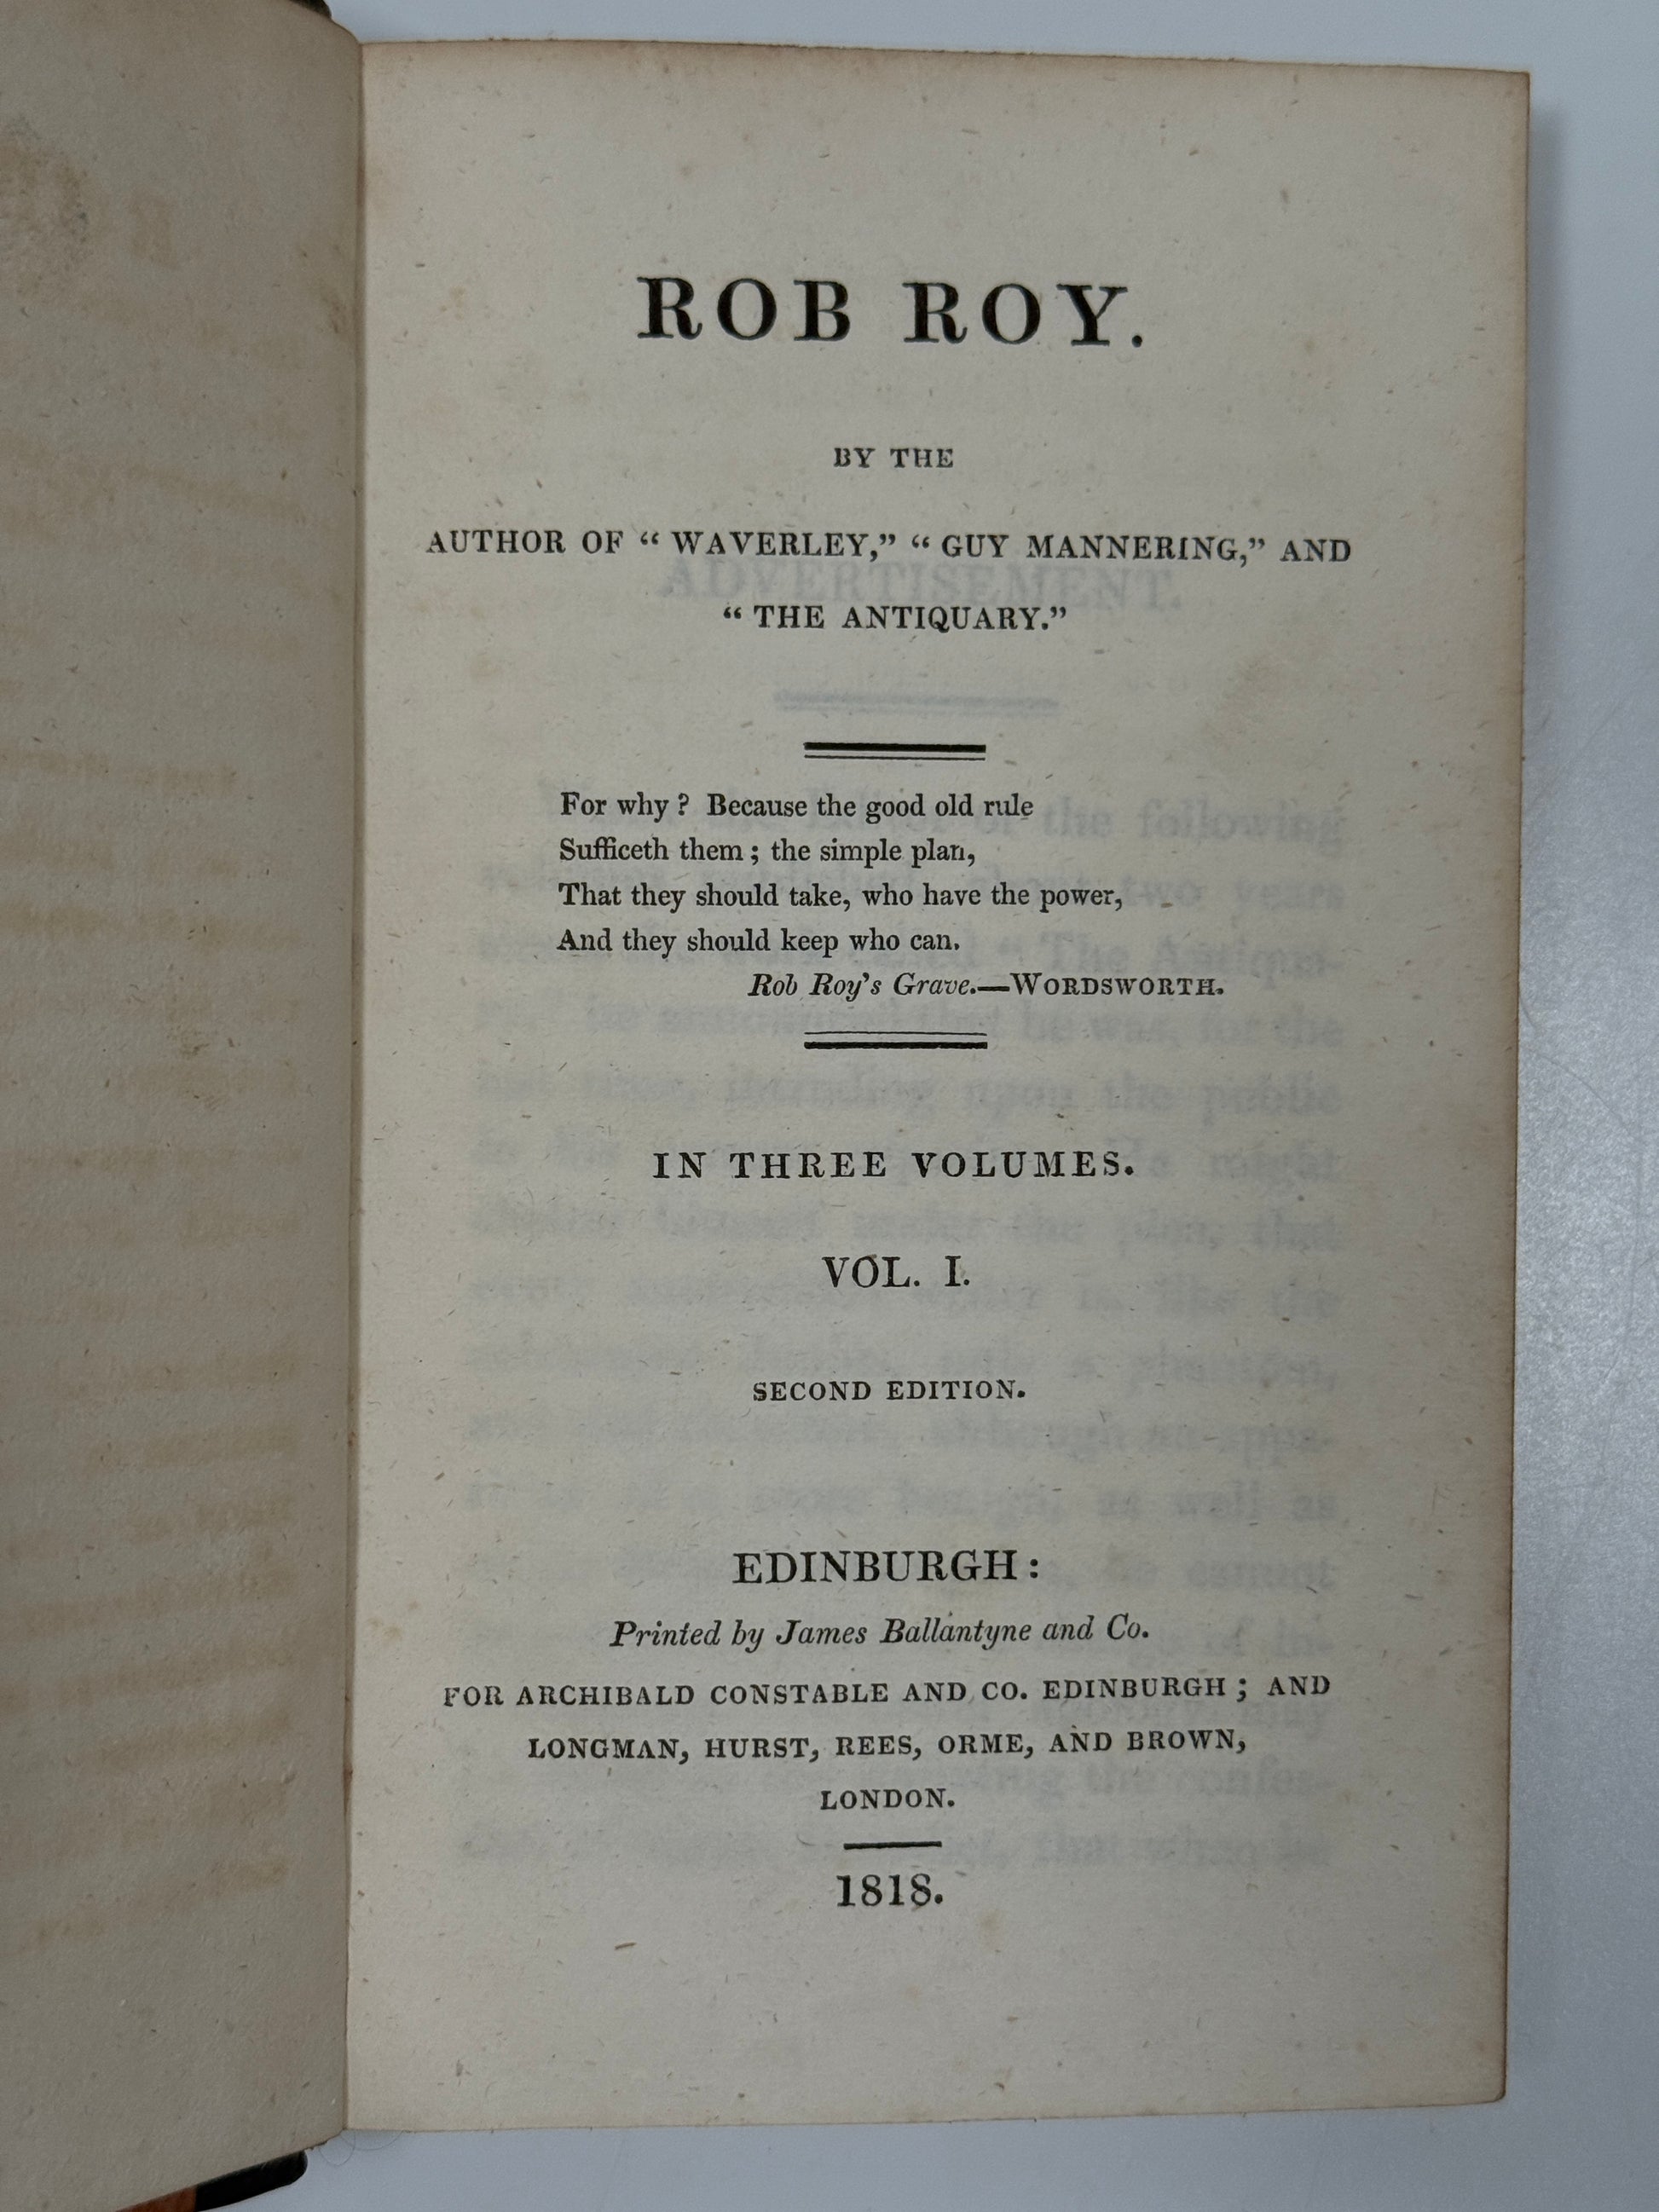 ROB ROY.
BY THE
AUTHOR OF “ WAVERLEY,” “ GUY MANNERING,” AND
“ THE ANTIQUARY.”
For why ? Because the good old rule
Sufficeth them ; the simple plan,
That they should take, who have the power,
And they should keep who can.
Rob Roy’s Grave.—WORDSWORTH.
IN THREE VOLUMES.
VOL. I.
SECOND EDITION.
EDINBURGH :
Printed by James Ballantyne and Co.
FOR ARCHIBALD CONSTABLE AND CO. EDINBURGH ; AND
LONGMAN, HURST, REES, ORME, AND BROWN,
LONDON.
1818.